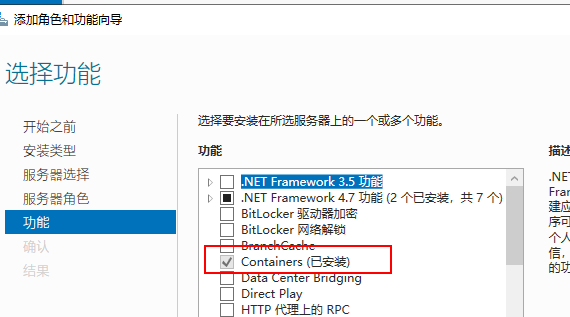 添加角色和功能向导
选择功能
开始之前
安装类型
服务器选择
服务器角色
功能
确认
结果
选择要安装在所选服务器上的一个或多个功能。
功能
.NET Framework 3.5 功能
.NET Framework 4.7 功能 (2 个已安装，共 7 个)
BitLocker 驱动器加密
BitLocker 网络解锁
BranchCache
Containers (已安装)
Data Center Bridging
Direct Play
HTTP 代理上的 RPC
描述
.NE
Fram
建应
序可
个人
信，
的功